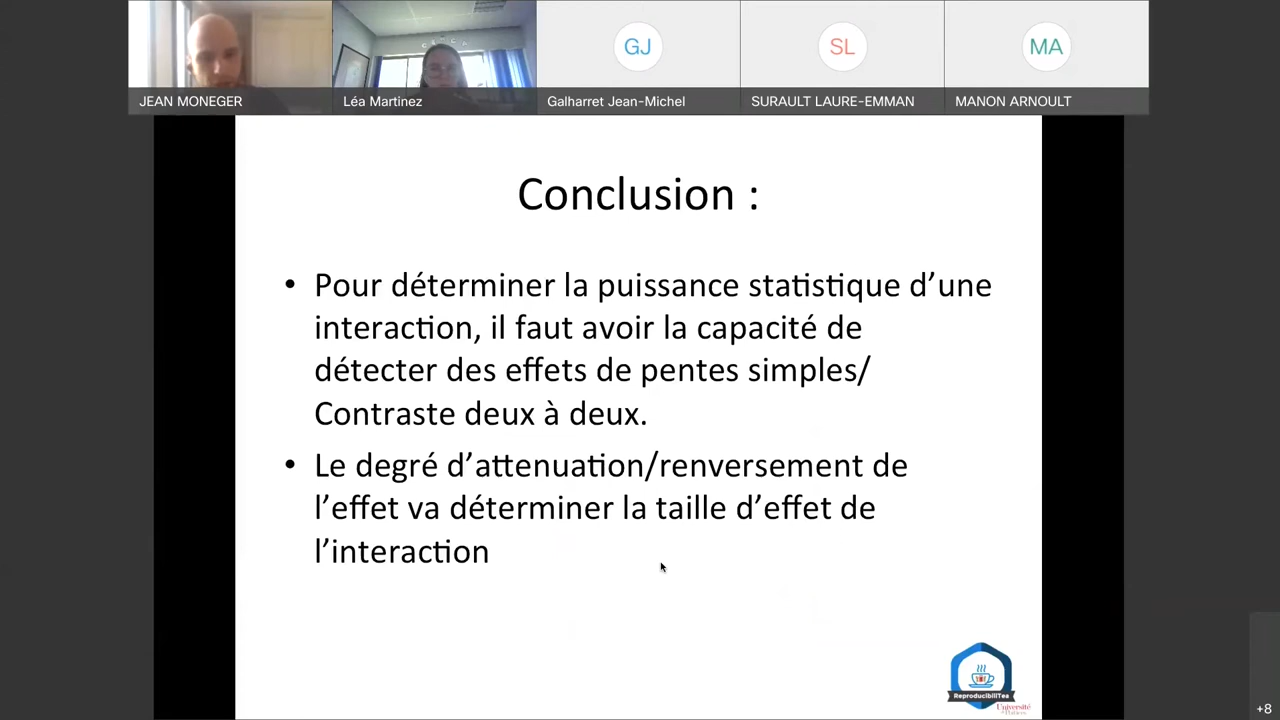 GJ
SL
MA
JEAN MONEGER
Léa Martinez
Galharret Jean-Michel
SURAULT LAURE-EMMAN
MANON ARNOULT
Conclusion :
• Pour déterminer la puissance statistique d’une
interaction, il faut avoir la capacité de
détecter des effets de pentes simples/
Contraste deux à deux.
• Le degré d’attenuation/renversement de
l’effet va déterminer la taille d’effet de
l’interaction
ReproducibiliTea
Université
+8